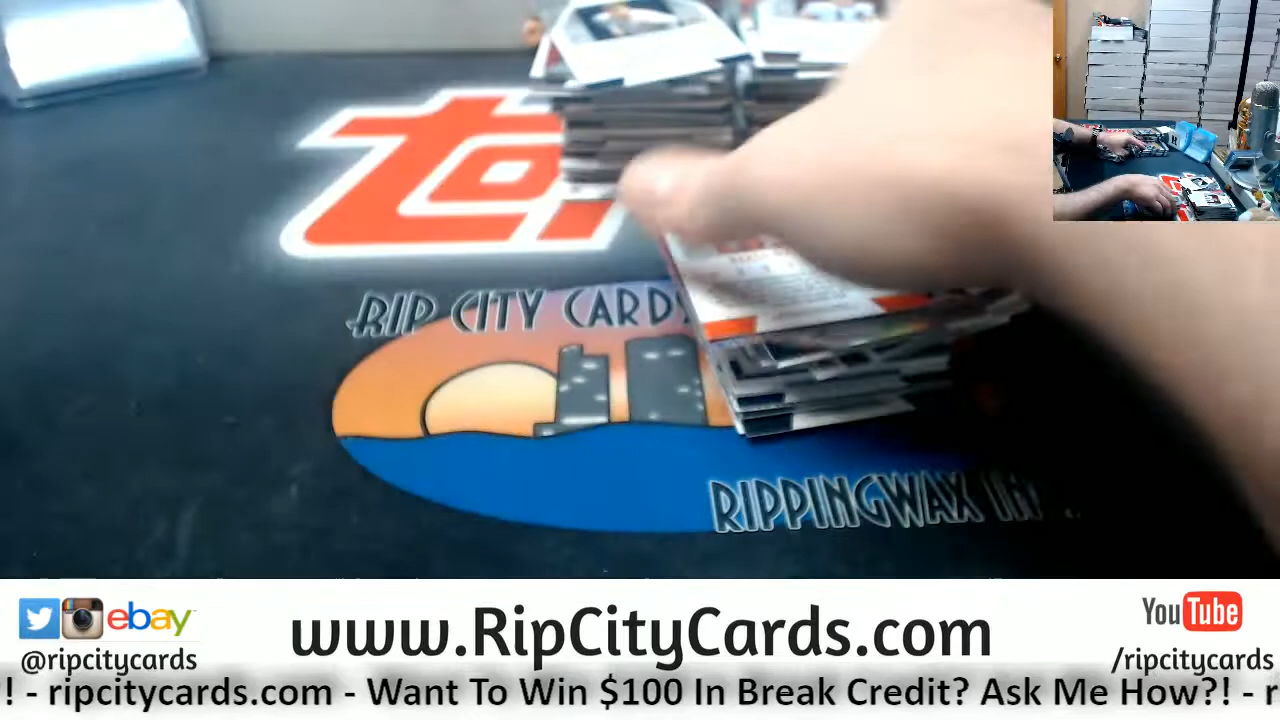 RIP CITY CARDS
RIPPINGWAX IN
ebay
www.RipCityCards.com
YouTube
@ripcitycards
/ripcitycards
?! - ripcitycards.com - Want To Win $100 In Break Credit? Ask Me How?! - r